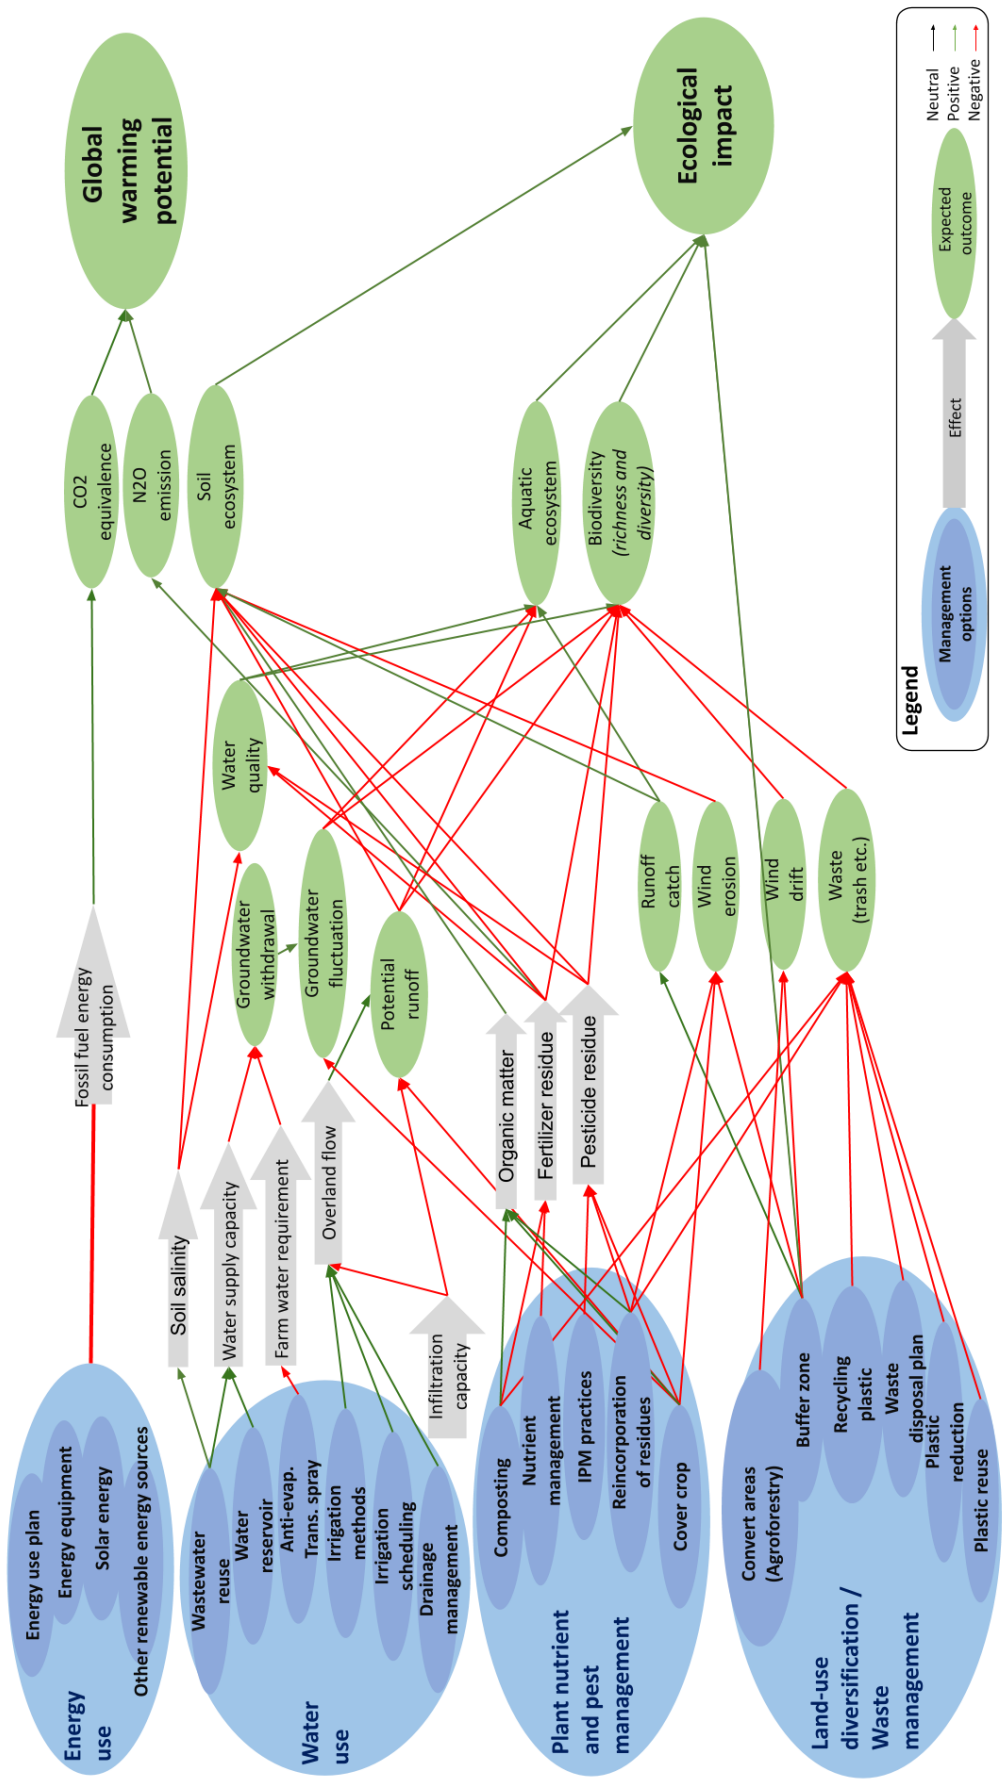 Energy
use
Energy use plan
Energy equipment
Solar energy
Other renewable energy sources
Water
use
Wastewater
reuse
Water
reservoir
Anti-evap.
Trans. spray
Irrigation
methods
Irrigation
scheduling
Drainage
management
Plant nutrient
and pest
management
Composting
Nutrient
management
IPM practices
Reincorporation
of residues
Cover crop
Land-use
diversification /
Waste
management
Convert areas
(Agroforestry)
Buffer zone
Recycling
plastic
Waste
disposal plan
Plastic
reduction
Plastic reuse
Fossil fuel energy
consumption
Soil salinity
Water supply capacity
Farm water requirement
Overland flow
Infiltration
capacity
Organic matter
Fertilizer residue
Pesticide residue
Water
quality
Groundwater
withdrawal
Groundwater
fluctuation
Potential
runoff
Runoff
catch
Wind
erosion
Wind
drift
Waste
(trash etc.)
CO2
equivalence
N2O
emission
Soil
ecosystem
Aquatic
ecosystem
Biodiversity
(richness and
diversity)
Global
warming
potential
Ecological
impact
Legend
Management
options
Effect
Expected
outcome
Neutral
Positive
Negative